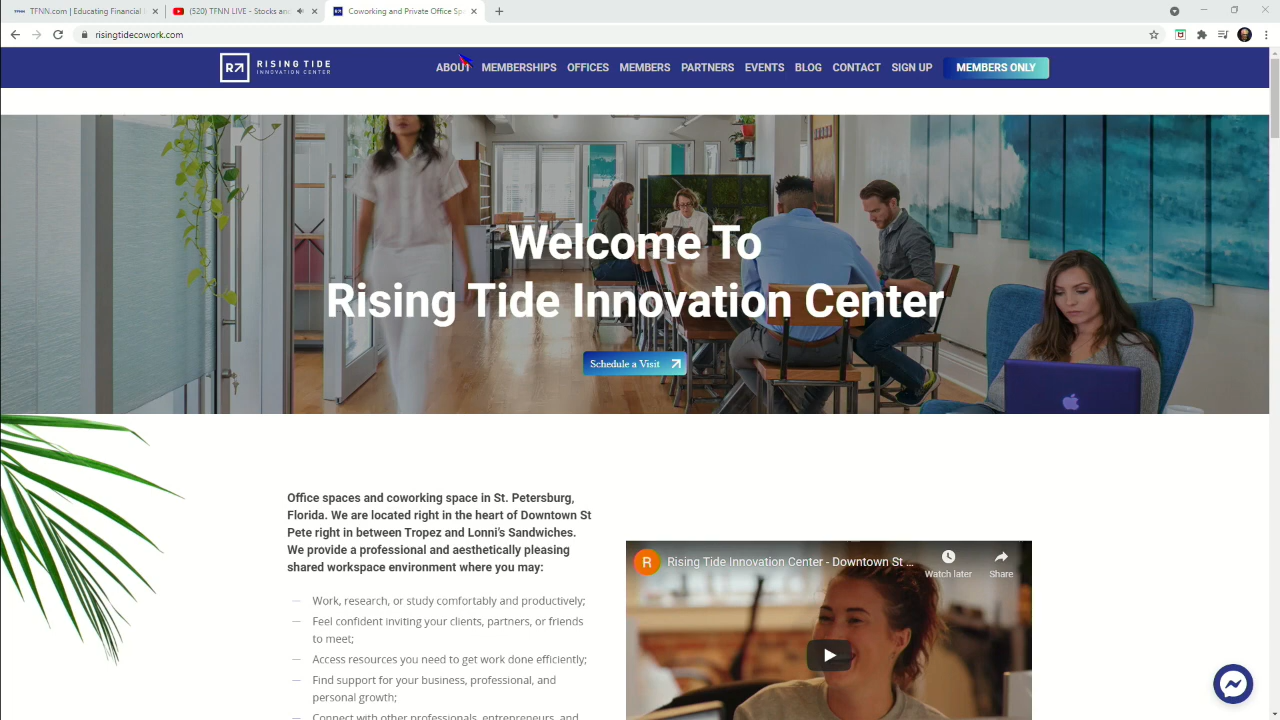 TFNN.com | Educating Financial I
(520) TFNN LIVE - Stocks and
Coworking and Private Office Sp
risingtidecowork.com
R
RISING TIDE
INNOVATION CENTER
ABOUT
MEMBERSHIPS
OFFICES
MEMBERS
PARTNERS
EVENTS
BLOG
CONTACT
SIGN UP
MEMBERS ONLY
Welcome To
Rising Tide Innovation Center
Schedule a Visit
Office spaces and coworking space in St. Petersburg,
Florida. We are located right in the heart of Downtown St
Pete right in between Tropez and Lonni's Sandwiches.
We provide a professional and aesthetically pleasing
shared workspace environment where you may:
Work, research, or study comfortably and productively;
Feel confident inviting your clients, partners, or friends
to meet;
Access resources you need to get work done efficiently;
Find support for your business, professional, and
personal growth;
Connect with other professionals, entrepreneurs, and
R
Rising Tide Innovation Center - Downtown St ...
Watch later
Share